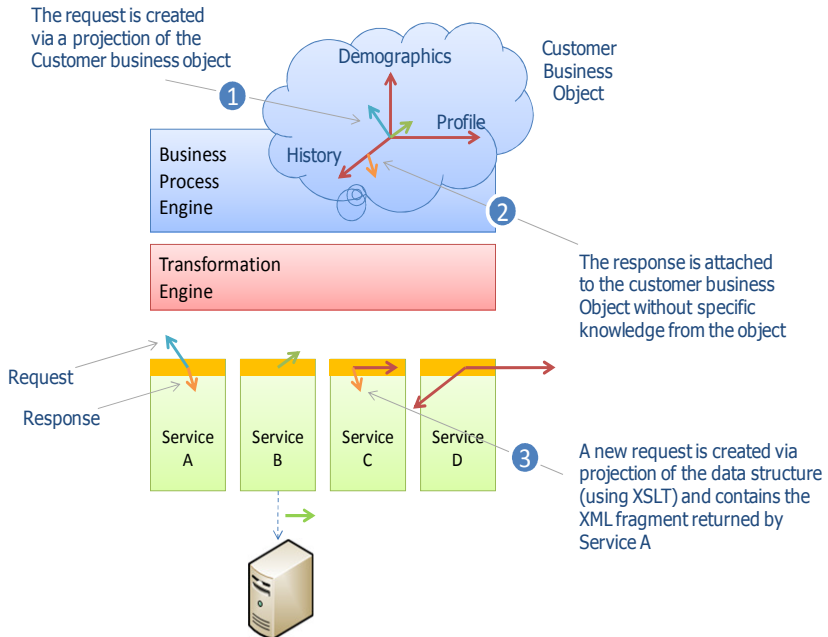 The request is created
via a projection of the
Customer business object
1
Demographics
Customer
Business
Object
Profile
History
Business
Process
Engine
2
Transformation
Engine
The response is attached
to the customer business
Object without specific
knowledge from the object
Request
Response
Service
A
Service
B
Service
C
Service
D
3
A new request is created via
projection of the data structure
(using XSLT) and contains the
XML fragment returned by
Service A